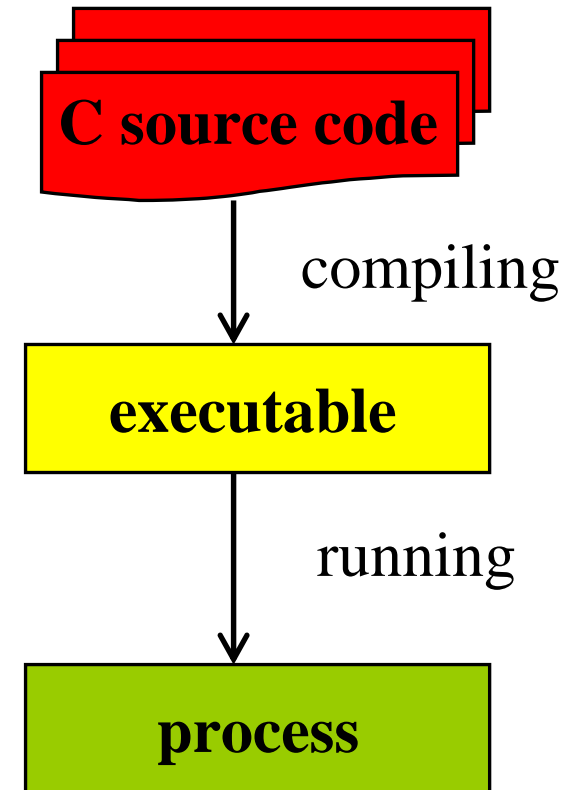 C source code
compiling
executable
running
process